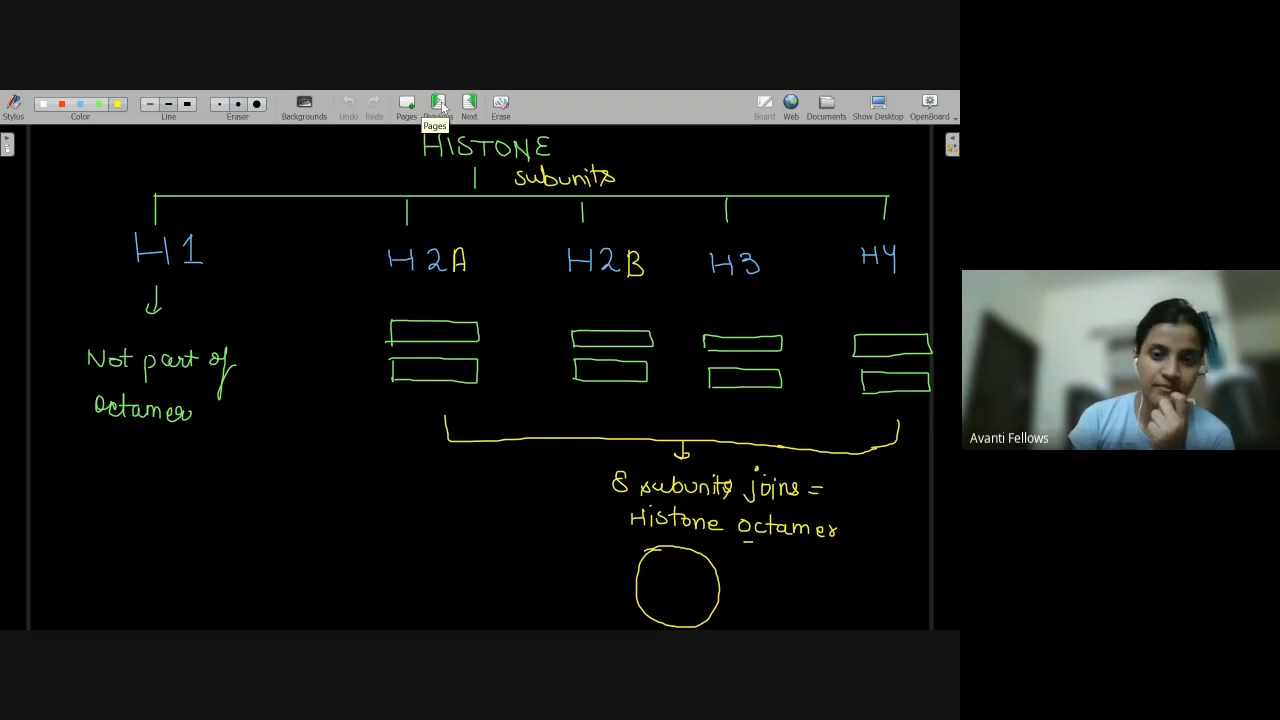 Stylus
Color
Line
Eraser
Backgrounds
Undo
Redo
Pages
Next
Erase
Board
Web
Documents
Show Desktop
OpenBoard
Pages
HISTONE
subunits
H1
H2A
H2B
H3
H4
Not part of
Octamer
8 subunits joins =
Histone octamer
Avanti Fellows